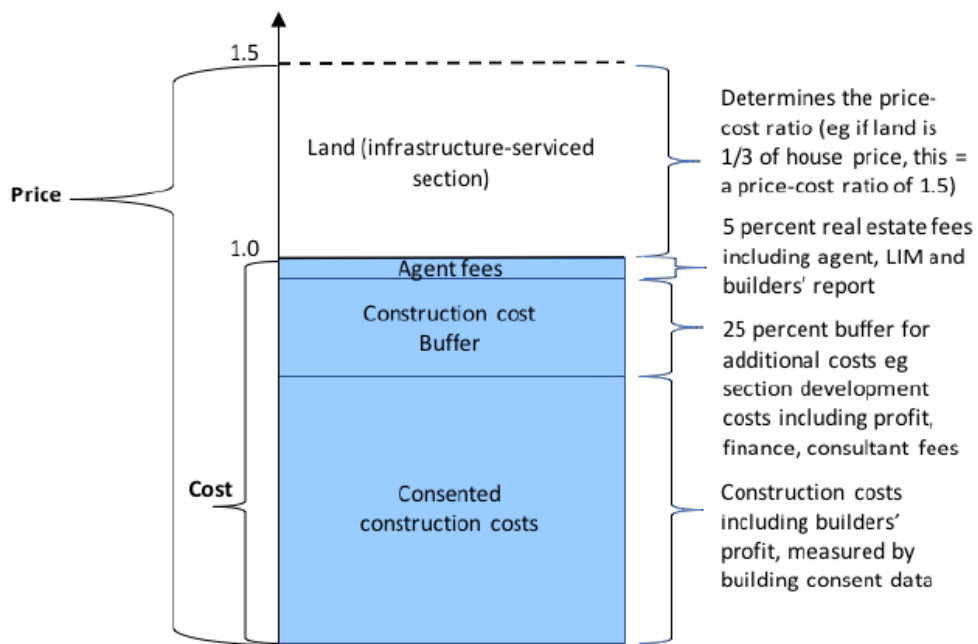 1.5
Land (infrastructure-serviced
section)
Determines the price-
cost ratio (eg if land is
1/3 of house price, this =
a price-cost ratio of 1.5)
Price
1.0
Agent fees
5 percent real estate fees
including agent, LIM and
builders' report
Construction cost
Buffer
25 percent buffer for
additional costs eg
section development
costs including profit,
finance, consultant fees
Cost
Consented
construction costs
Construction costs
including builders'
profit, measured by
building consent data